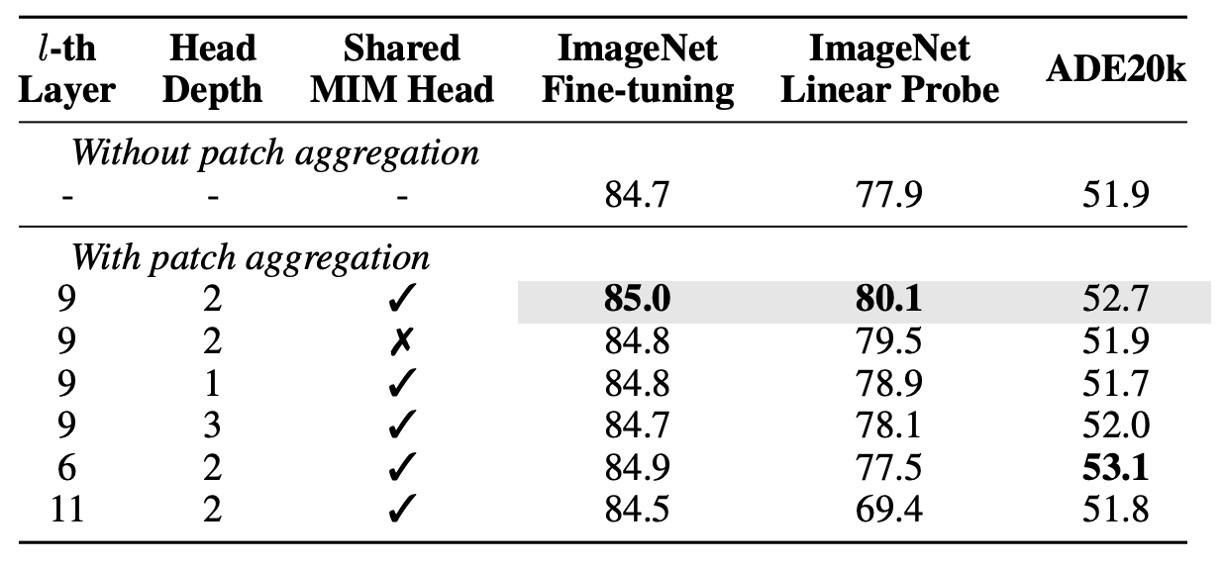 l-th Layer Head Depth Shared MIM Head ImageNet Fine-tuning ImageNet Linear Probe ADE20k
Without patch aggregation
- - - 84.7 77.9 51.9
With patch aggregation
9 2 ✓ 85.0 80.1 52.7
9 2 ✗ 84.8 79.5 51.9
9 1 ✓ 84.8 78.9 51.7
9 3 ✓ 84.7 78.1 52.0
6 2 ✓ 84.9 77.5 53.1
11 2 ✓ 84.5 69.4 51.8